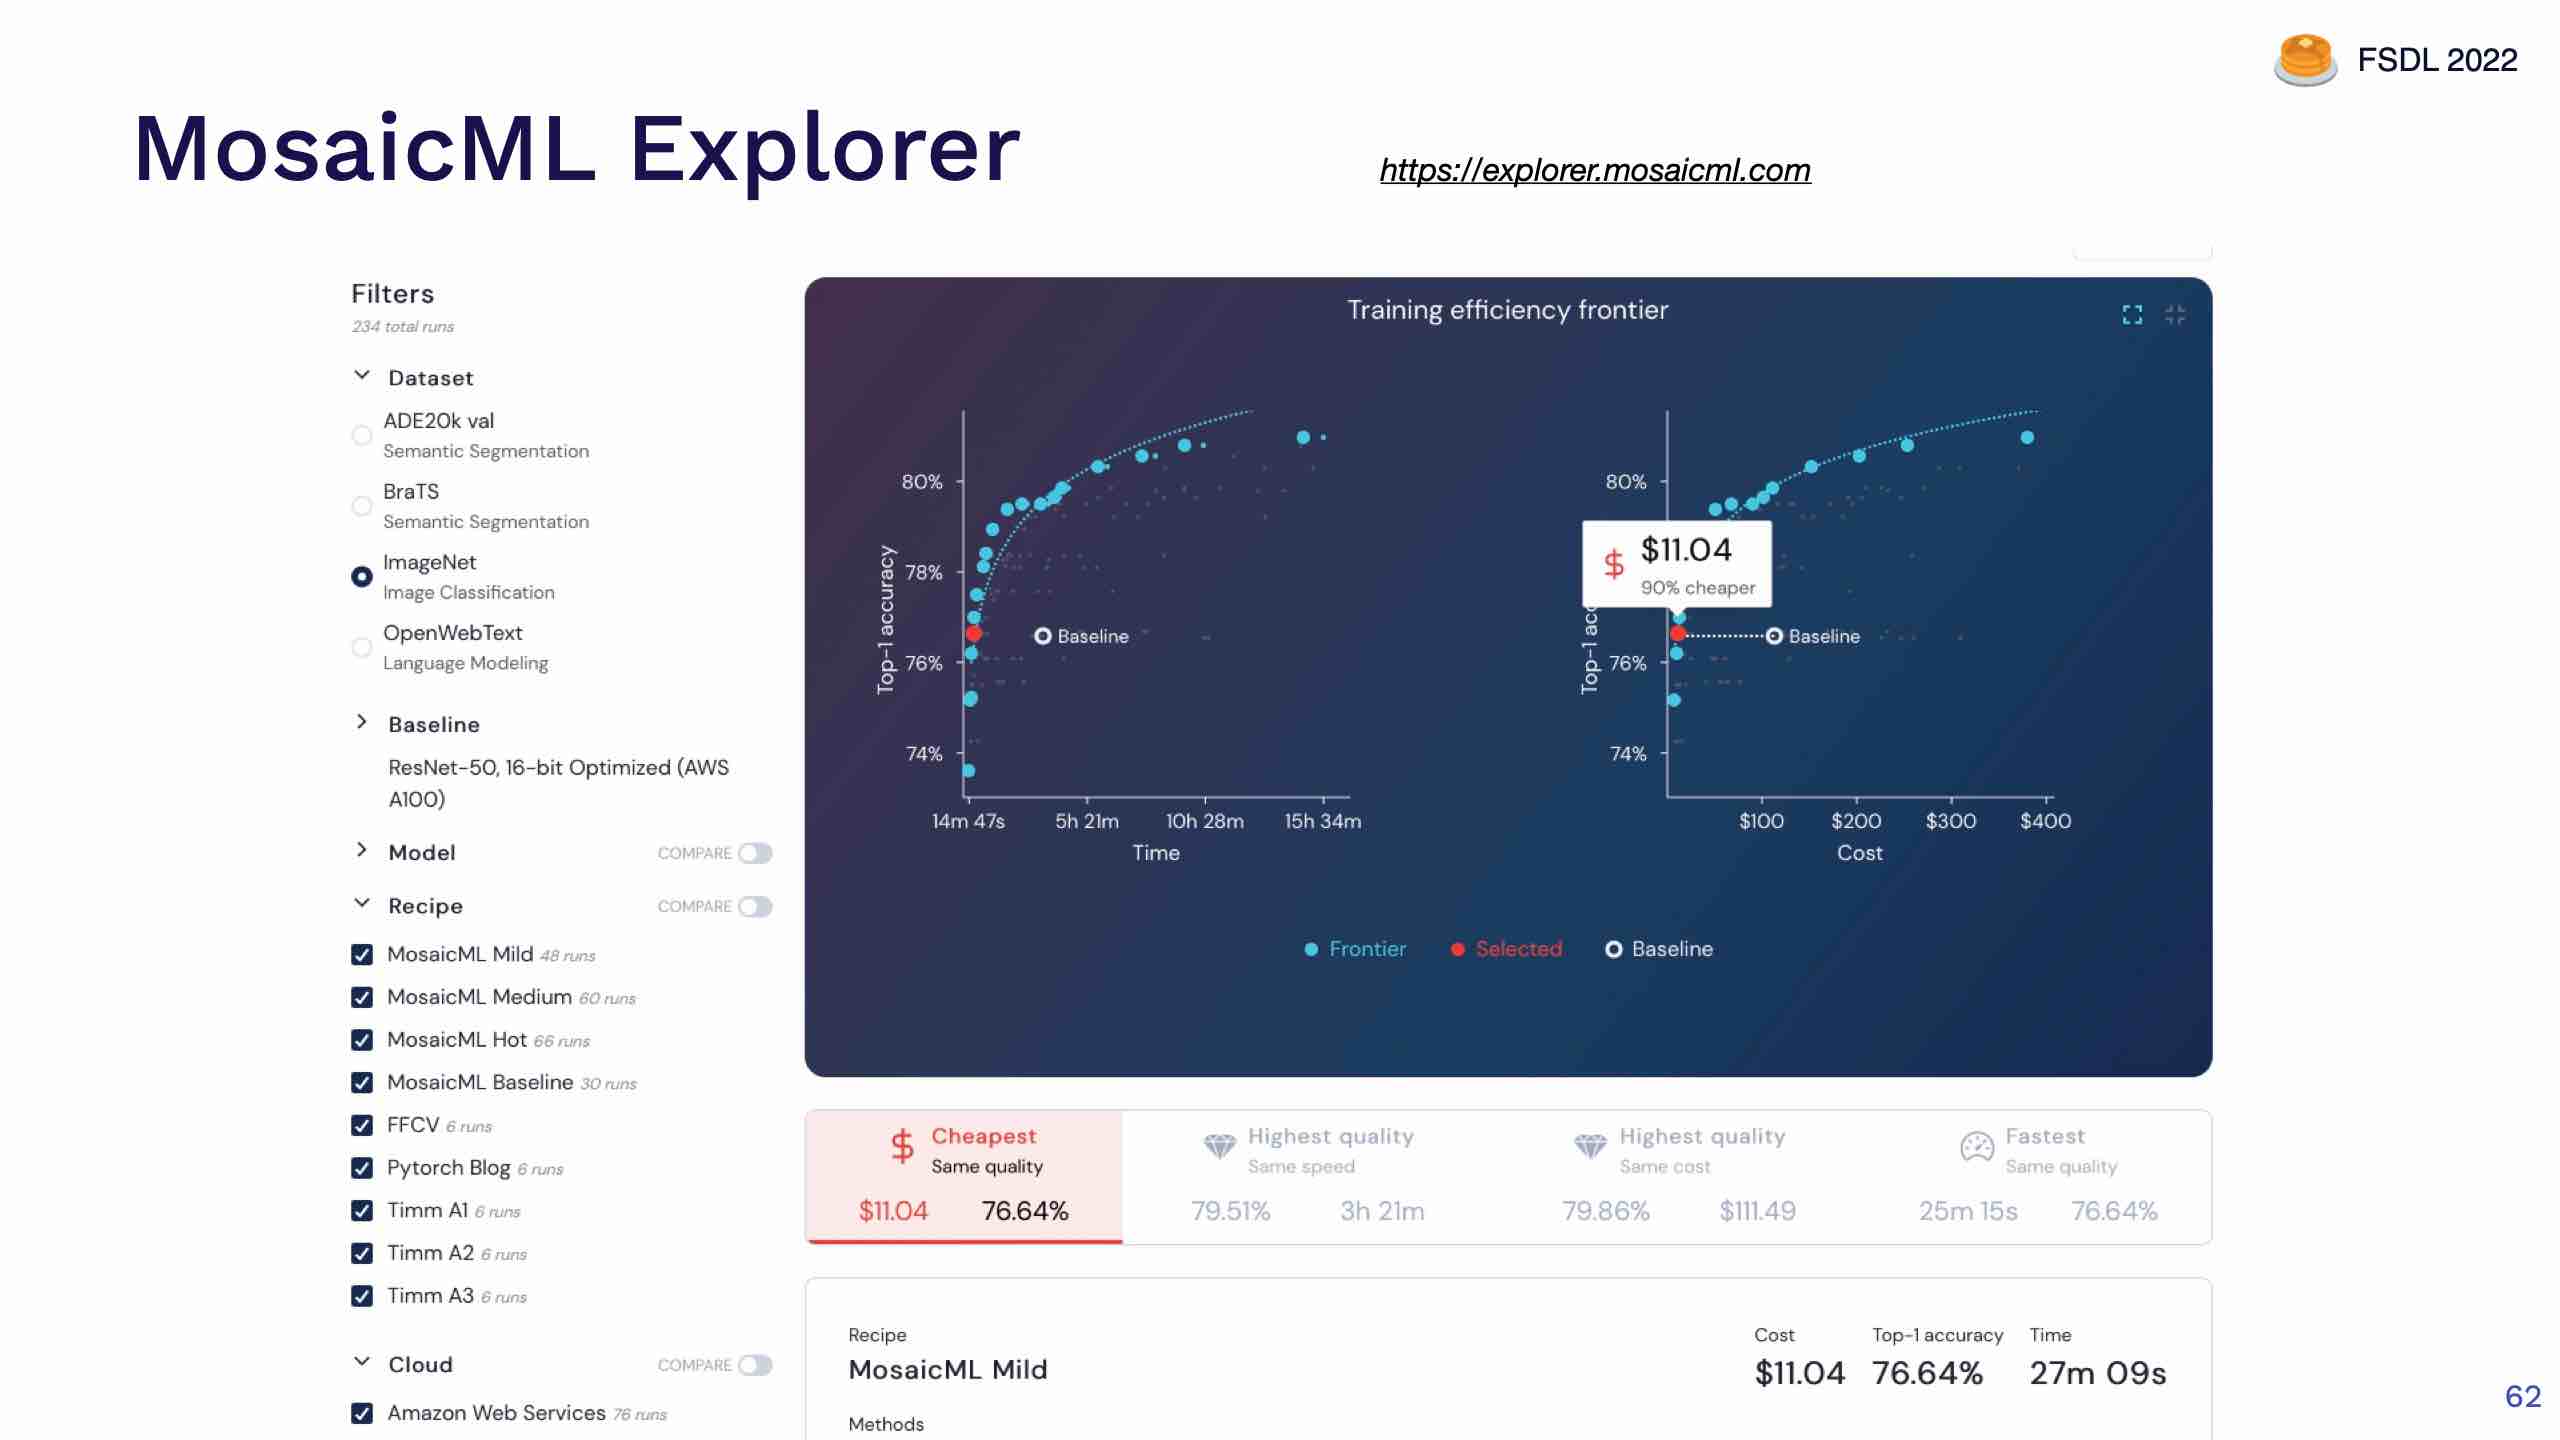 FSDL 2022
MosaicML Explorer
https://explorer.mosaicml.com
Filters
234 total runs
Dataset
ADE20k val
Semantic Segmentation
BraTS
Semantic Segmentation
ImageNet
Image Classification
OpenWebText
Language Modeling
Baseline
ResNet-50, 16-bit Optimized (AWS
A100)
Model COMPARE
Recipe COMPARE
MosaicML Mild 48 runs
MosaicML Medium 60 runs
MosaicML Hot 66 runs
MosaicML Baseline 30 runs
FFCV 6 runs
Pytorch Blog 6 runs
Timm A1 6 runs
Timm A2 6 runs
Timm A3 6 runs
Cloud COMPARE
Amazon Web Services 76 runs
Training efficiency frontier
Top-1 accuracy
80%
78%
76%
74%
Baseline
14m 47s 5h 21m 10h 28m 15h 34m
Time
Top-1 acc
80%
$11.04
90% cheaper
76%
74%
Baseline
$100 $200 $300 $400
Cost
Frontier Selected Baseline
Cheapest
Same quality
$11.04 76.64%
Highest quality
Same speed
79.51% 3h 21m
Highest quality
Same cost
79.86% $111.49
Fastest
Same quality
25m 15s 76.64%
Recipe
MosaicML Mild
Cost Top-1 accuracy Time
$11.04 76.64% 27m 09s
Methods
62